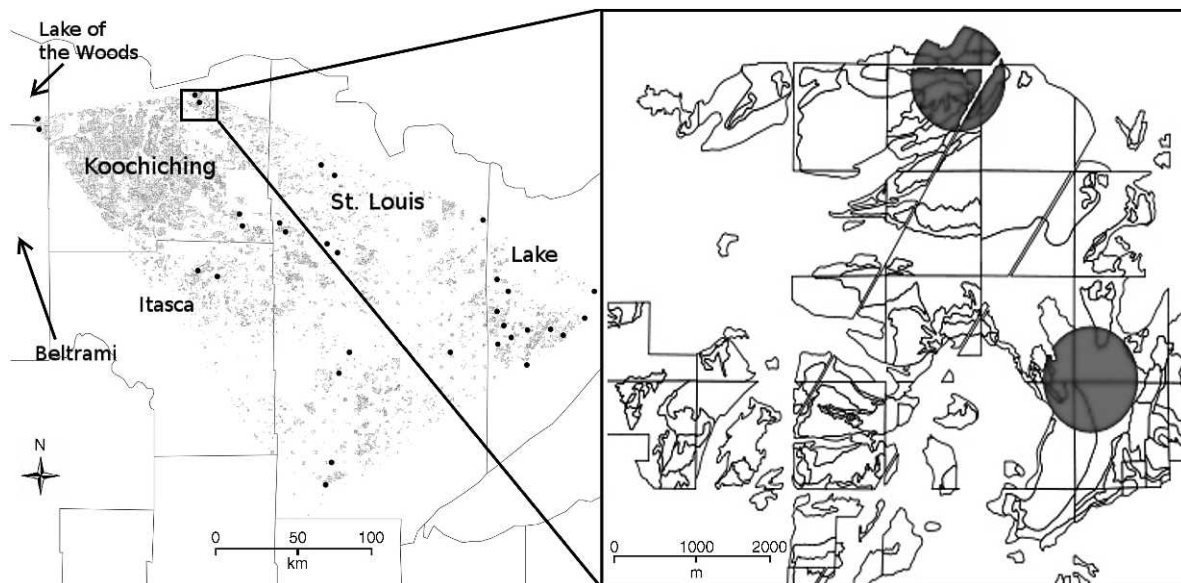 Lake of
the Woods
Koochiching
St. Louis
Lake
Itasca
Beltrami
N
0 50 100
km
0 1000 2000
m